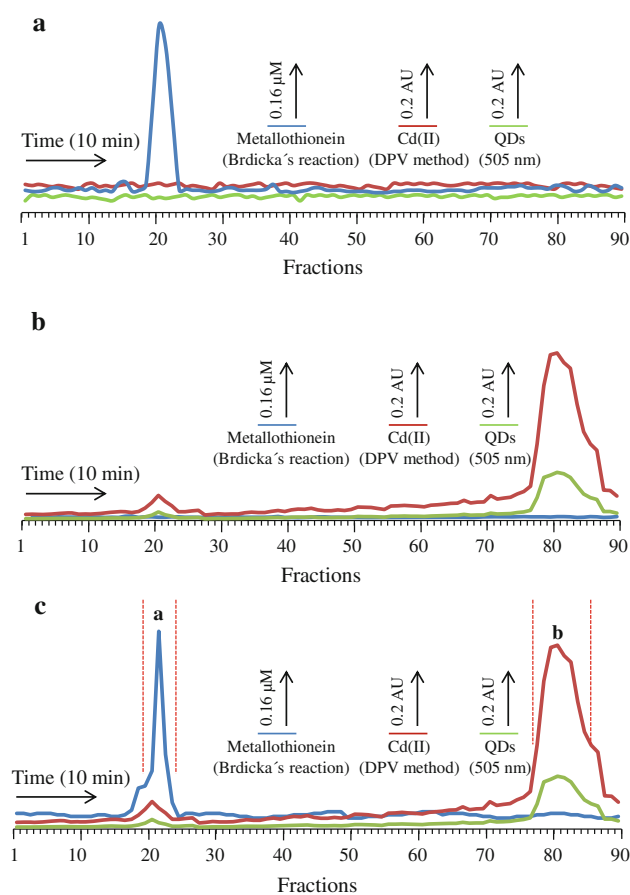 a
0.16 µM
0.2 AU
0.2 AU
Time (10 min)
Metallothionein
(Brdicka´s reaction)
Cd(II)
(DPV method)
QDs
(505 nm)
1 10 20 30 40 50 60 70 80 90
Fractions
b
0.16 µM
0.2 AU
0.2 AU
Metallothionein
(Brdicka´s reaction)
Cd(II)
(DPV method)
QDs
(505 nm)
Time (10 min)
1 10 20 30 40 50 60 70 80 90
Fractions
c
a
b
0.16 µM
0.2 AU
0.2 AU
Metallothionein
(Brdicka´s reaction)
Cd(II)
(DPV method)
QDs
(505 nm)
Time (10 min)
1 10 20 30 40 50 60 70 80 90
Fractions